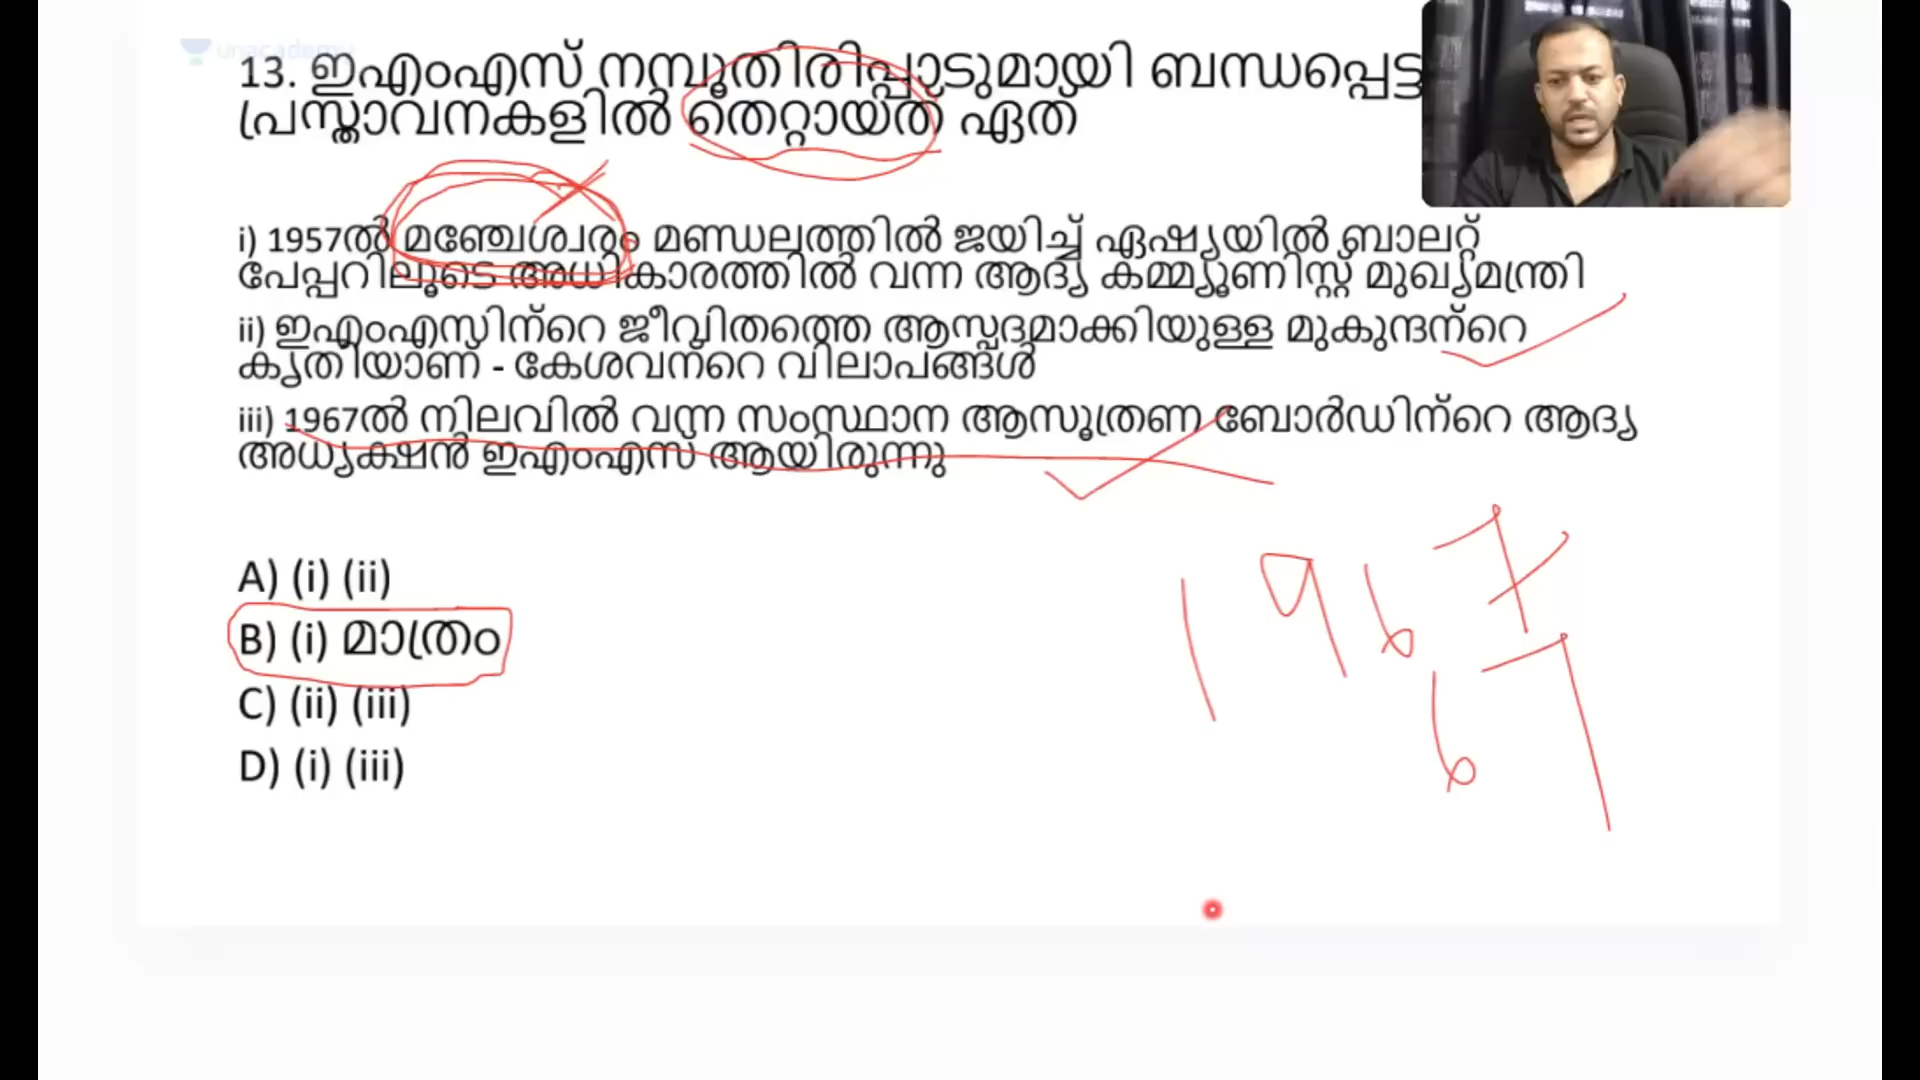 unacademy
13. ഇഎംഎസ് നമ്പൂതിരിപ്പാടുമായി ബന്ധപ്പെട്ട
പ്രസ്താവനകളിൽ തെറ്റായത് ഏത്
i) 1957ൽ മഞ്ചേശ്വരം മണ്ഡലത്തിൽ ജയിച്ച് ഏഷ്യയിൽ ബാലറ്റ്
പേപ്പറിലൂടെ അധികാരത്തിൽ വന്ന ആദ്യ കമ്മ്യൂണിസ്റ്റ് മുഖ്യമന്ത്രി
ii) ഇഎംഎസിന്റെ ജീവിതത്തെ ആസ്പദമാക്കിയുള്ള മുകുന്ദന്റെ
കൃതീയാണ് - കേശവന്റെ വിലാപങ്ങൾ
iii) 1967ൽ നിലവിൽ വന്ന സംസ്ഥാന ആസൂത്രണ ബോർഡിന്റെ ആദ്യ
അധ്യക്ഷൻ ഇഎംഎസ് ആയിരുന്നു
A) (i) (ii)
B) (i) മാത്രം
C) (ii) (iii)
D) (i) (iii)
1967
67